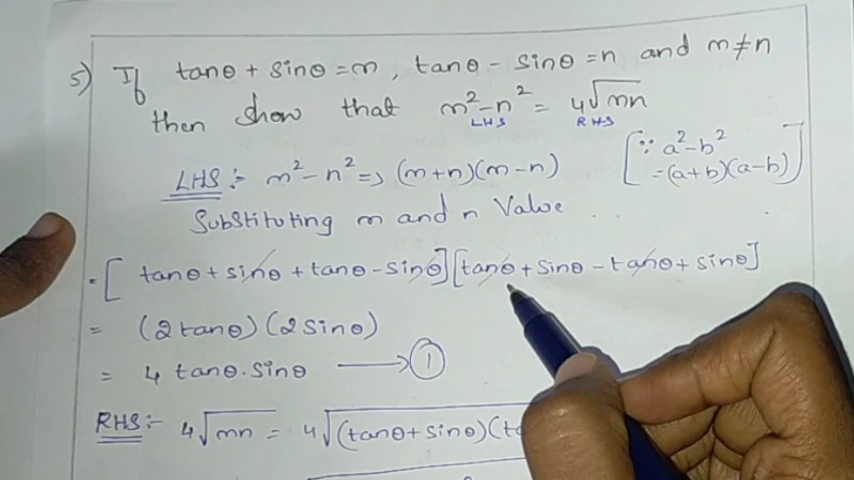 5) If tanθ + sinθ = m, tanθ - sinθ = n and m ≠ n
then show that m² - n² = 4√mn
LHS RHS
LHS :- m² - n² => (m+n)(m-n) [∵ a² - b²
= (a+b)(a-b)]
Substituting m and n Value
= [tanθ + sinθ + tanθ - sinθ][tanθ + sinθ - tanθ + sinθ]
= (2tanθ)(2sinθ)
= 4 tanθ.sinθ → ①
RHS :- 4√mn = 4√(tanθ + sinθ)(t